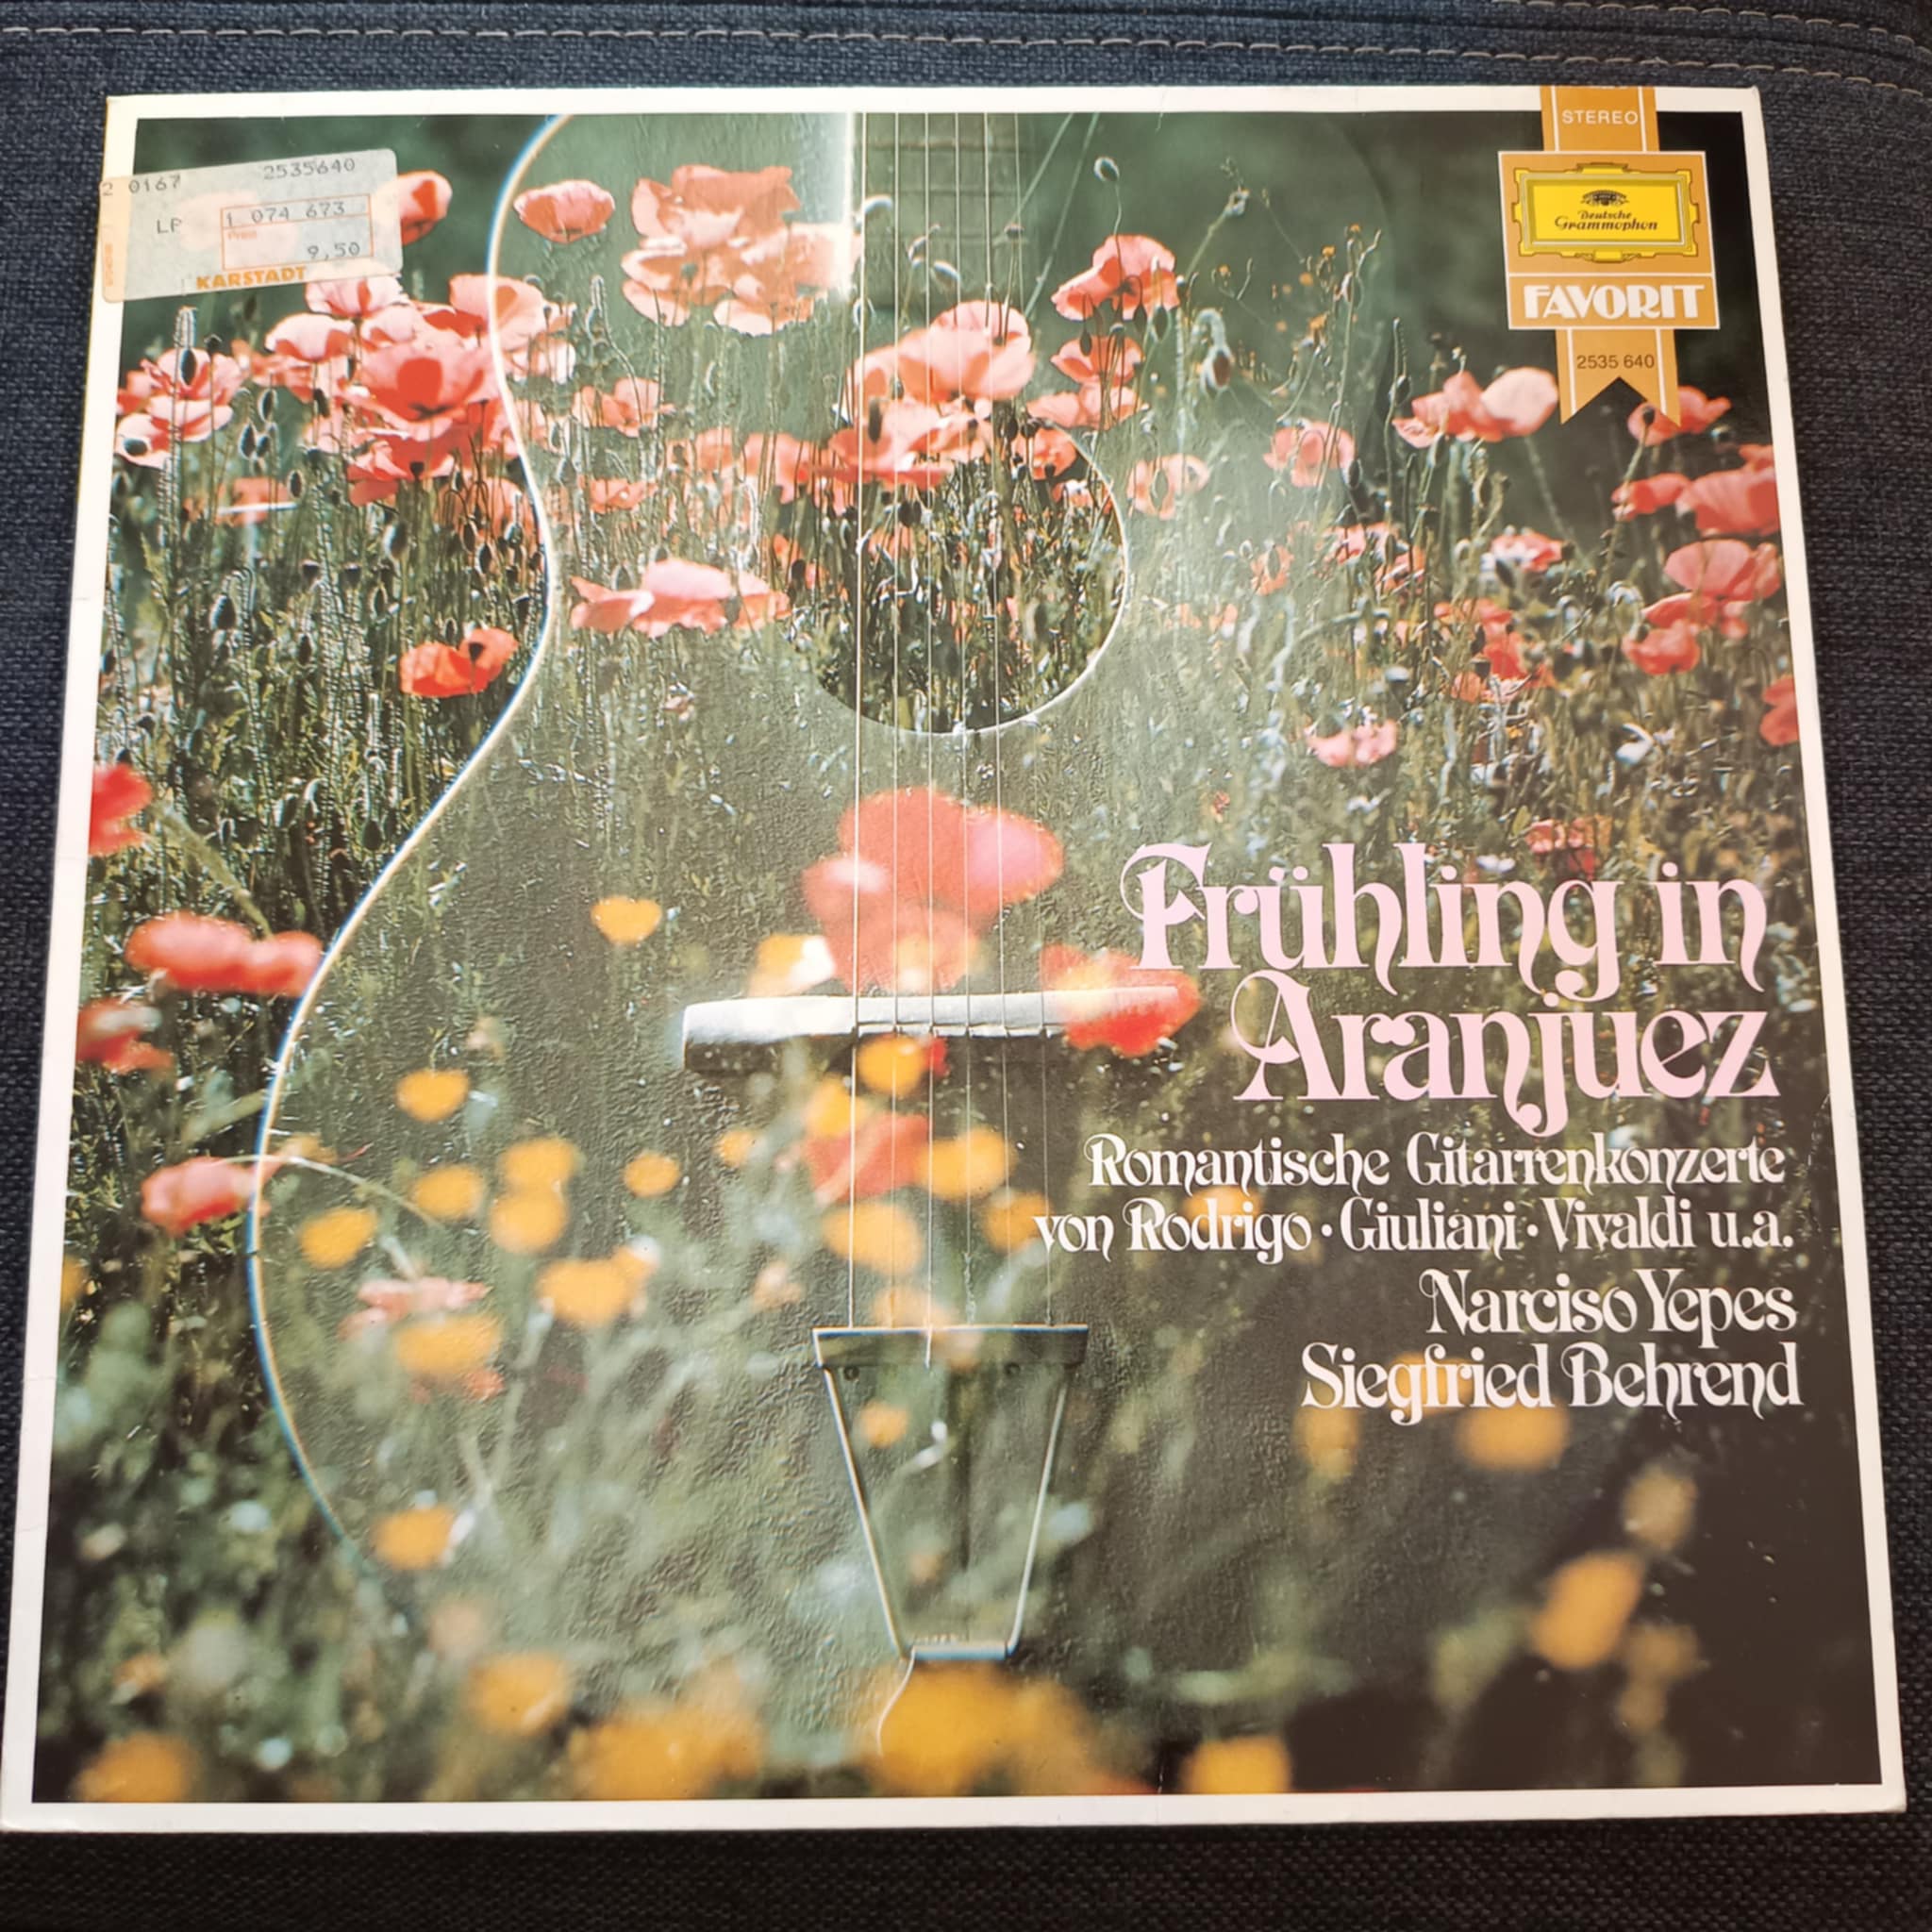 2 0167 2535640
LP 1 074 673
Preis
9,50
KARSTADT
STEREO
Deutsche
Grammophon
FAVORIT
2535 640
Frühling in
Aranjuez
Romantische Gitarrenkonzerte
von Rodrigo · Giuliani · Vivaldi u.a.
Narciso Yepes
Siegfried Behrend